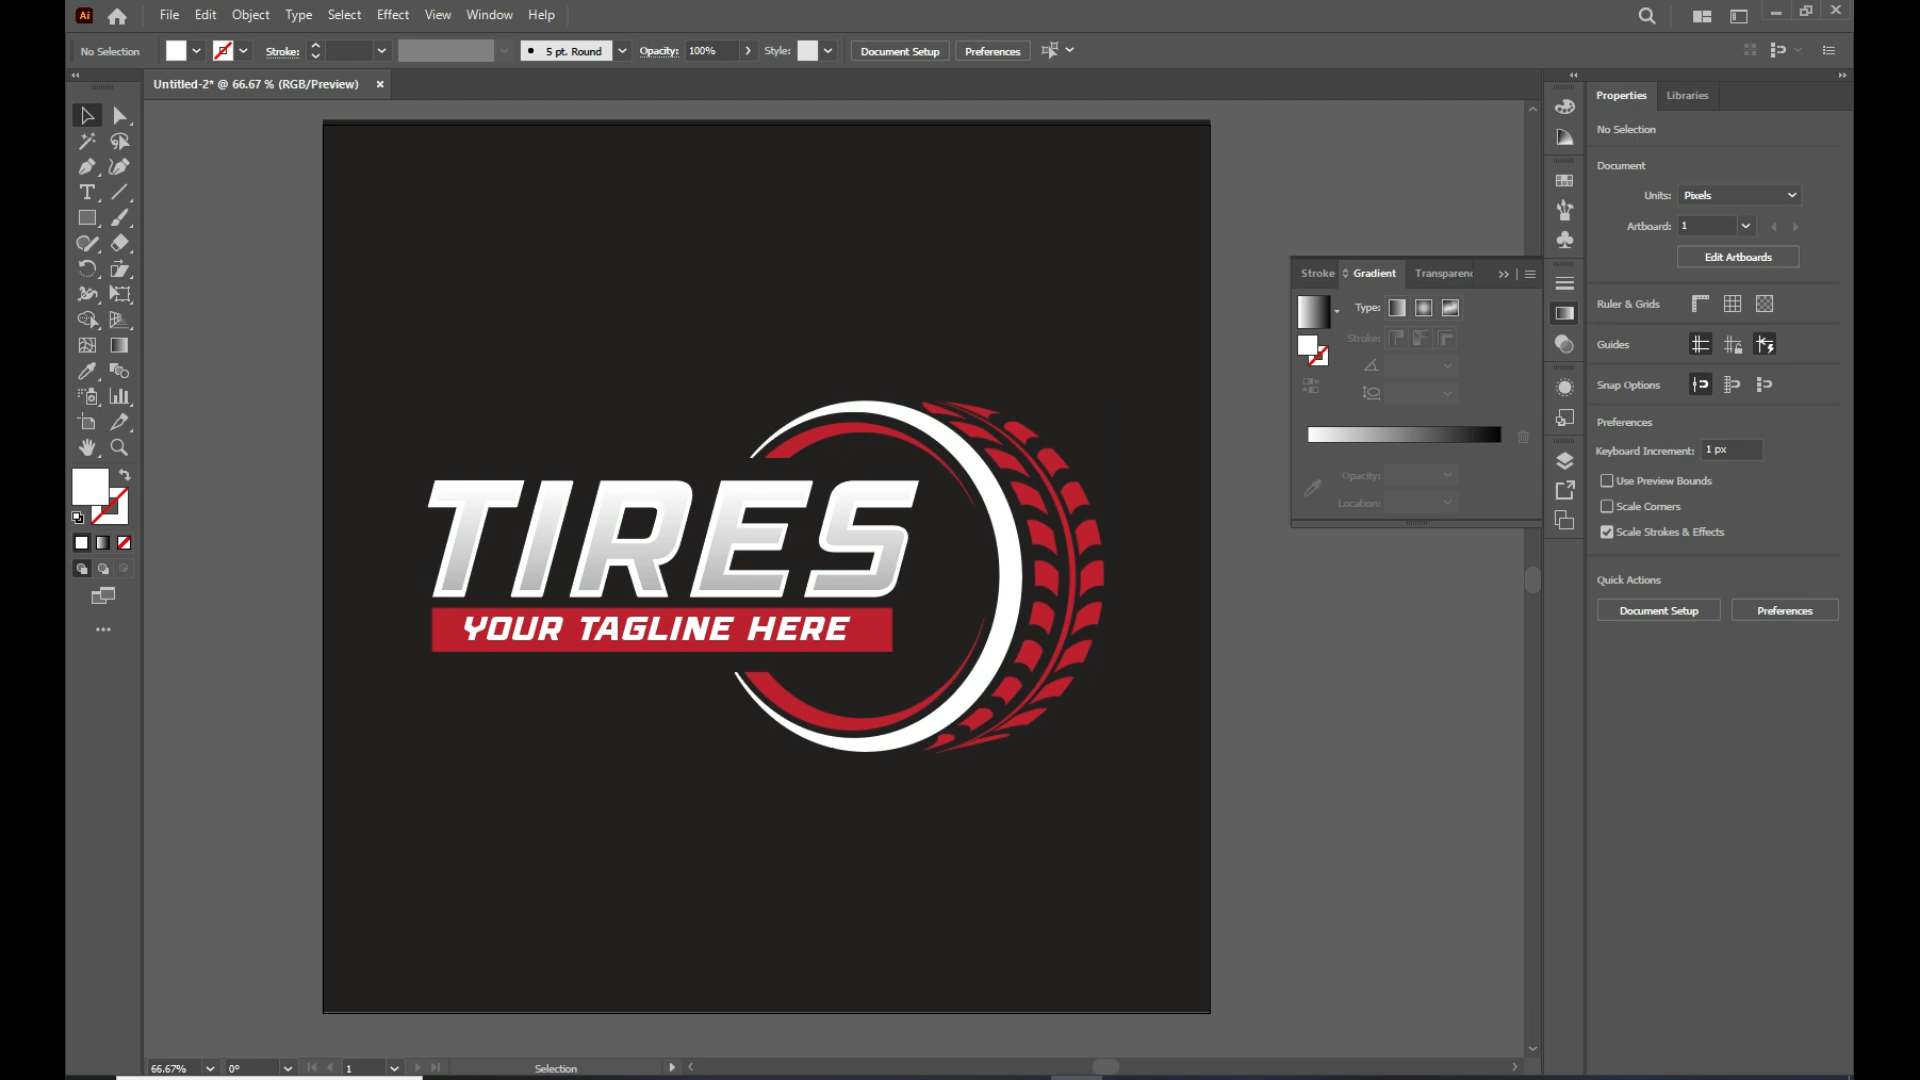 Ai File Edit Object Type Select Effect View Window Help
No Selection Stroke: 5 pt. Round Opacity: 100% Style: Document Setup Preferences
Untitled-2* @ 66.67 % (RGB/Preview) ×
Properties Libraries
No Selection
Document
Units: Pixels
Artboard: 1
Edit Artboards
Stroke Gradient Transparenc
Type:
Stroke:
Opacity:
Location:
Ruler & Grids
Guides
Snap Options
Preferences
Keyboard Increment: 1 px
Use Preview Bounds
Scale Corners
Scale Strokes & Effects
Quick Actions
Document Setup Preferences
TIRES
YOUR TAGLINE HERE
66.67% 0° 1 Selection